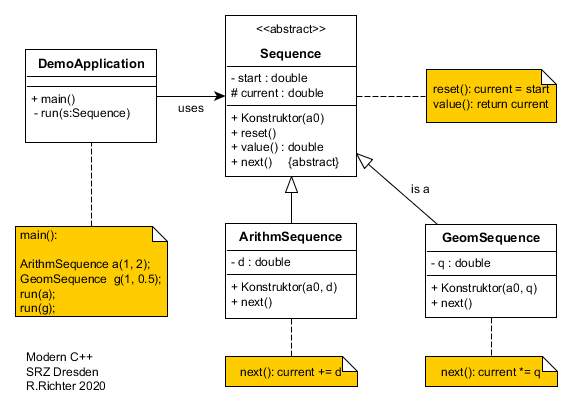 <<abstract>>
Sequence
- start : double
# current : double
+ Konstruktor(a0)
+ reset()
+ value() : double
+ next() {abstract}
DemoApplication
+ main()
- run(s:Sequence)
uses
reset(): current = start
value(): return current
is a
main():
ArithmSequence a(1, 2);
GeomSequence g(1, 0.5);
run(a);
run(g);
ArithmSequence
- d : double
+ Konstruktor(a0, d)
+ next()
GeomSequence
- q : double
+ Konstruktor(a0, q)
+ next()
next(): current += d
next(): current *= q
Modern C++
SRZ Dresden
R.Richter 2020